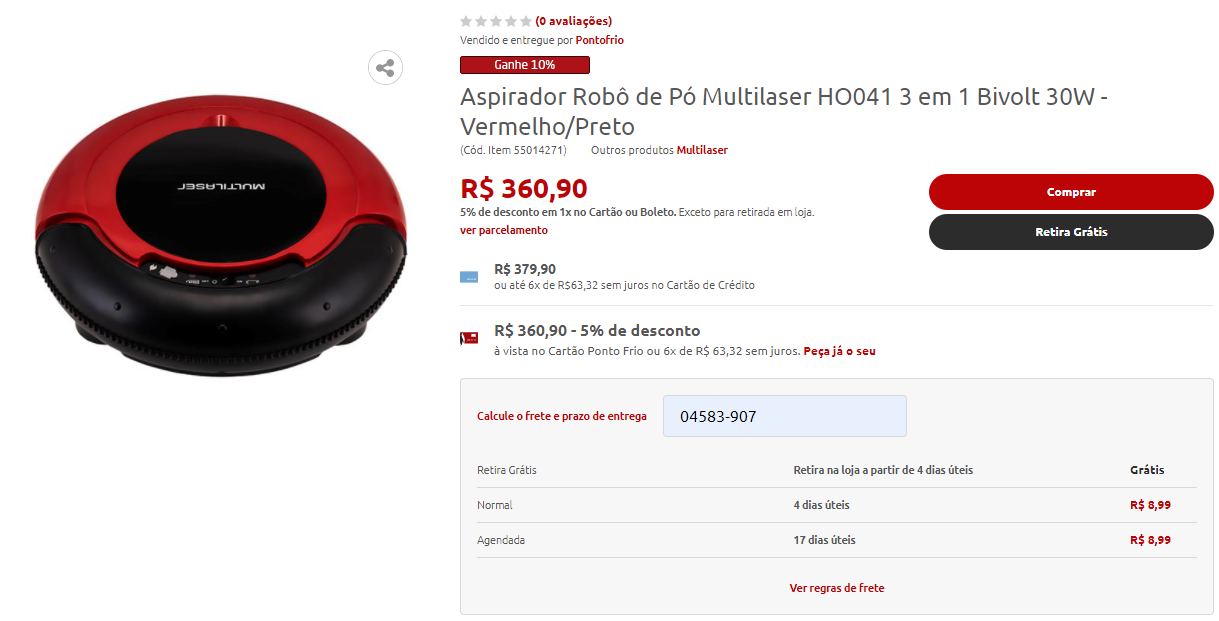 (0 avaliações)
Vendido e entregue por Pontofrio
Ganhe 10%
Aspirador Robô de Pó Multilaser HO041 3 em 1 Bivolt 30W -
Vermelho/Preto
(Cód. Item 55014271) Outros produtos Multilaser
MULTILASER
R$ 360,90
5% de desconto em 1x no Cartão ou Boleto. Exceto para retirada em loja.
ver parcelamento
Comprar
Retira Grátis
R$ 379,90
ou até 6x de R$63,32 sem juros no Cartão de Crédito
R$ 360,90 - 5% de desconto
à vista no Cartão Ponto Frio ou 6x de R$ 63,32 sem juros. Peça já o seu
Calcule o frete e prazo de entrega 04583-907
Retira Grátis Retira na loja a partir de 4 dias úteis Grátis
Normal 4 dias úteis R$ 8,99
Agendada 17 dias úteis R$ 8,99
Ver regras de frete